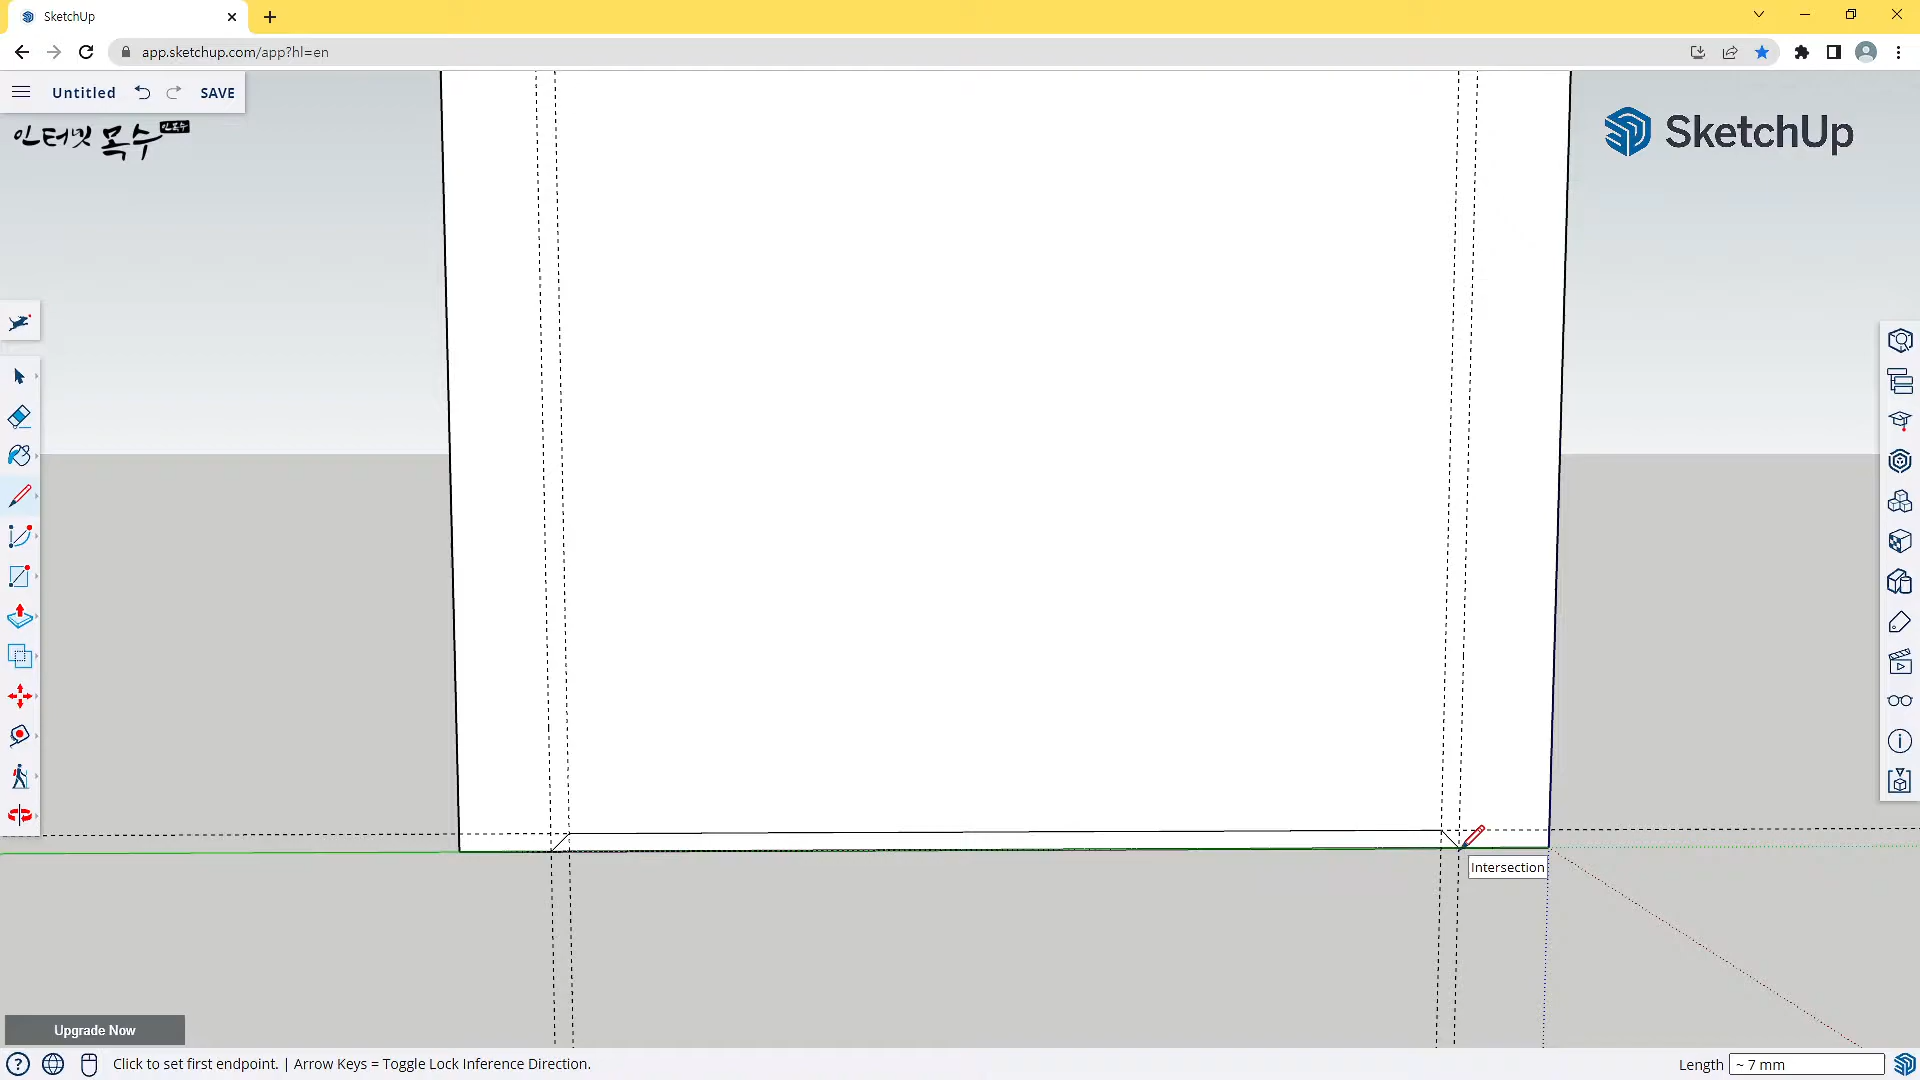 SketchUp
app.sketchup.com/app?hl=en
Untitled
SAVE
인터넷 목수
SketchUp
Intersection
Upgrade Now
Click to set first endpoint. | Arrow Keys = Toggle Lock Inference Direction.
Length
~ 7 mm